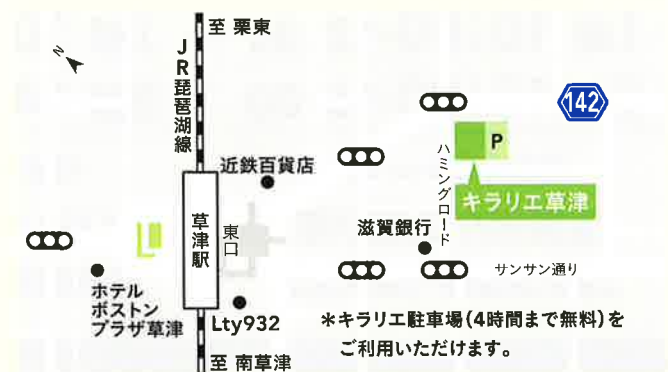 至 栗東
N
JR琵琶湖線
142
P
近鉄百貨店
ハミングロード
キラリエ草津
草津駅
東口
滋賀銀行
サンサン通り
ホテル
ボストン
プラザ草津
Lty932
*キラリエ駐車場(4時間まで無料)を
ご利用いただけます。
至 南草津